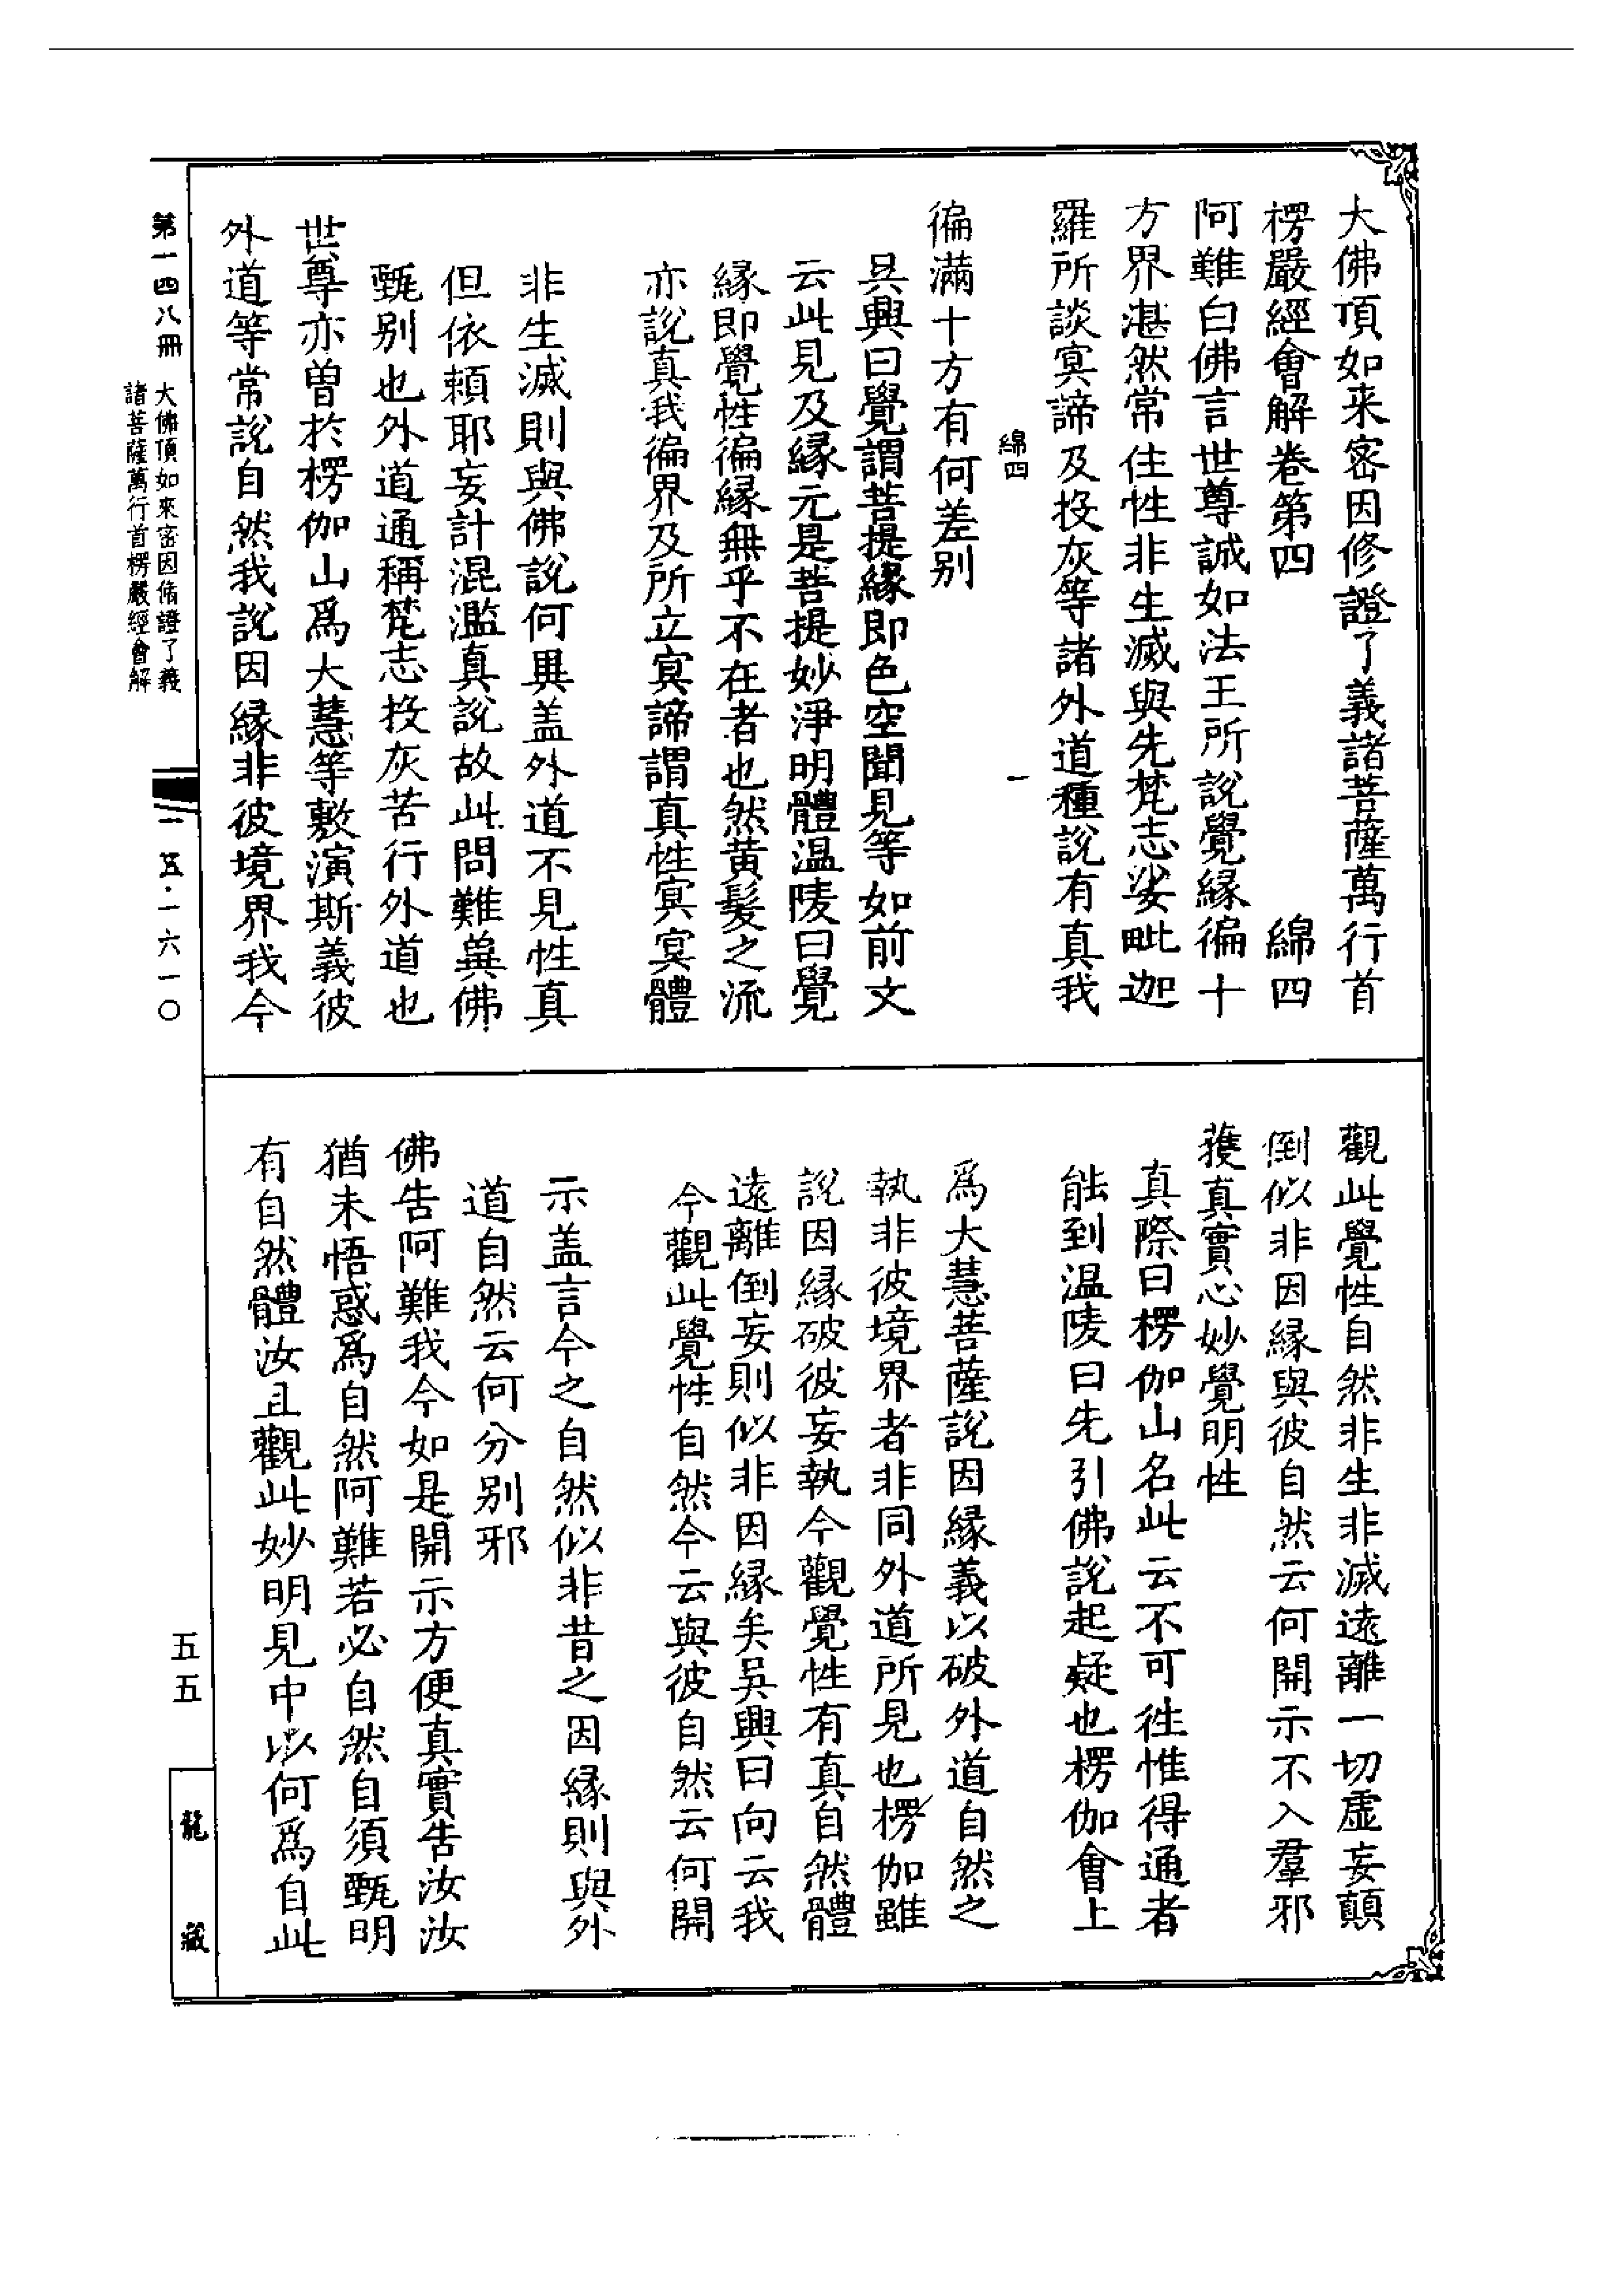 大佛頂如来密因修證了義諸菩薩萬行首
楞嚴經會解卷第四 綿四
阿難白佛言世尊誠如法王所說覺緣徧十
方界湛然常住性非生滅與先梵志娑毗迦
羅所談冥諦及投灰等諸外道種說有真我
綿四 一
徧滿十方有何差別
吳興曰覺謂菩提緣即色空聞見等如前文
云此見及緣元是菩提妙淨明體温陵曰覺
緣即覺性徧緣無乎不在者也然黄髮之流
亦說真我徧界及所立冥諦謂真性冥冥體
非生滅則與佛說何異盖外道不見性真
但依賴耶妄計混濫真說故此問難兾佛
甄別也外道通稱梵志投灰苦行外道也
世尊亦曽於楞伽山爲大慧等敷演斯義彼
外道等常說自然我說因緣非彼境界我今
觀此覺性自然非生非滅遠離一切虛妄顛
倒似非因緣與彼自然云何開示不入羣邪
獲真實心妙覺明性
真際曰楞伽山名此云不可往惟得通者
能到温陵曰先引佛說起疑也楞伽會上
爲大慧菩薩說因緣義以破外道自然之
執非彼境界者非同外道所見也楞伽雖
說因緣破彼妄執今觀覺性有真自然體
遠離倒妄則似非因緣矣吳興曰向云我
今觀此覺性自然今云與彼自然云何開
示盖言今之自然似非昔之因緣則與外
道自然云何分別邪
佛告阿難我今如是開示方便真實告汝汝
猶未悟惑爲自然阿難若必自然自須甄明
有自然體汝且觀此妙明見中以何爲自此
第一四八冊
大佛頂如來密因脩證了義
諸菩薩萬行首楞嚴經會解
一五·一六一〇
五五
龍藏